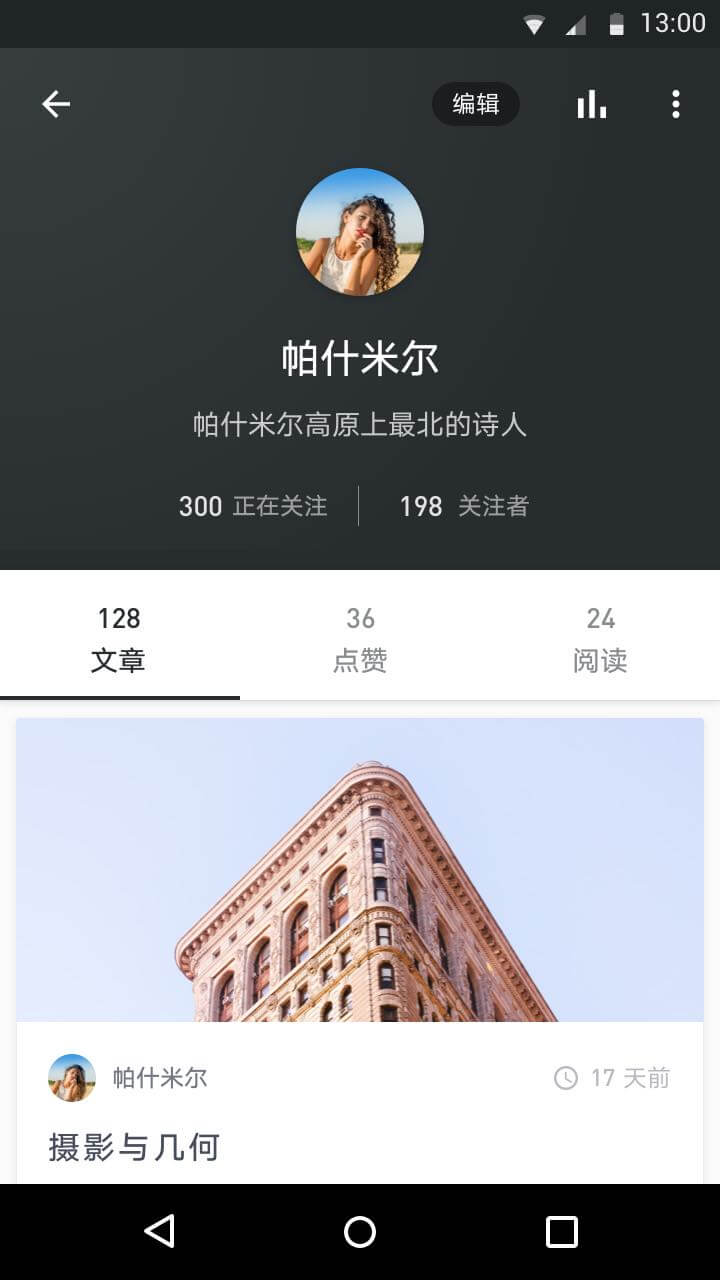 13:00
编辑
帕什米尔
帕什米尔高原上最北的诗人
300 正在关注 198 关注者
128 36 24
文章 点赞 阅读
帕什米尔 17 天前
摄影与几何